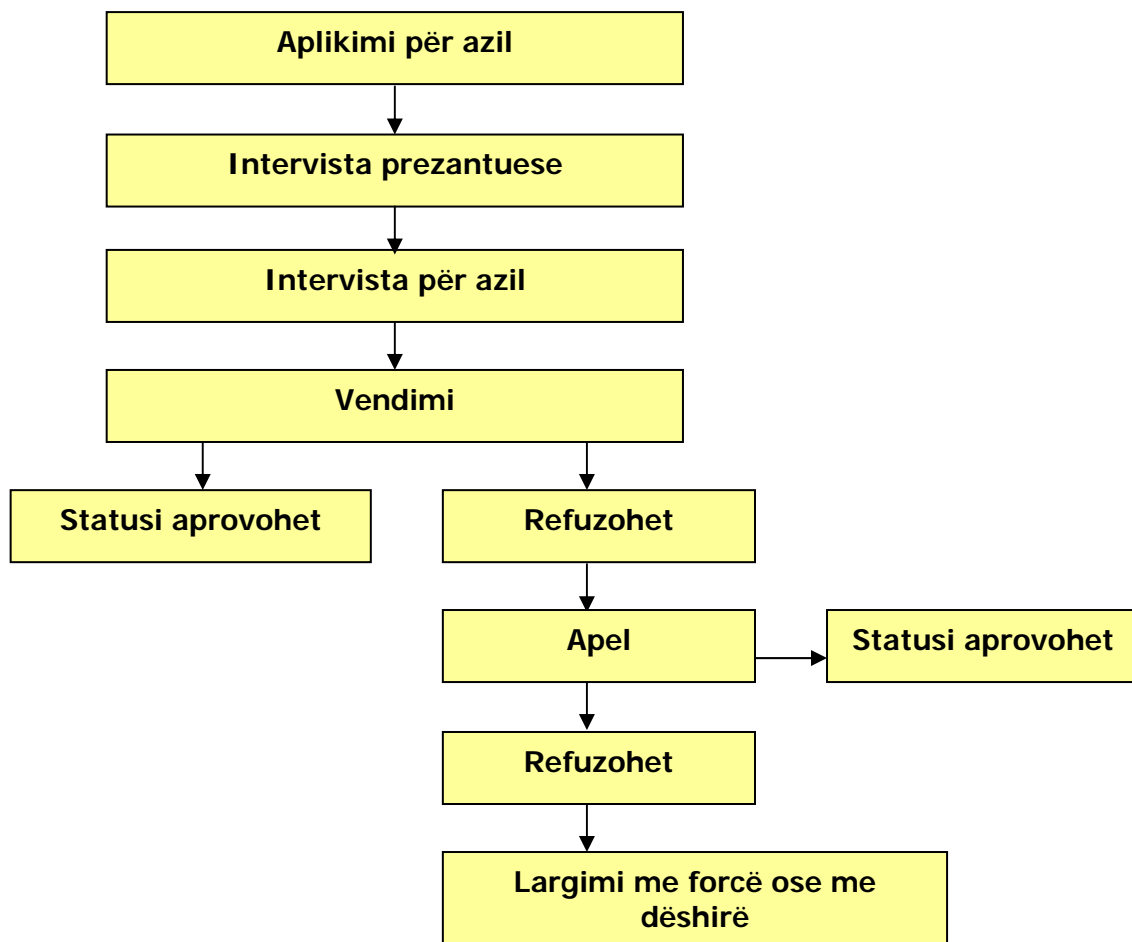 Aplikimi për azil
Intervista prezantuese
Intervista për azil
Vendimi
Statusi aprovohet
Refuzohet
Apel
Statusi aprovohet
Refuzohet
Largimi me forcë ose me
dëshirë